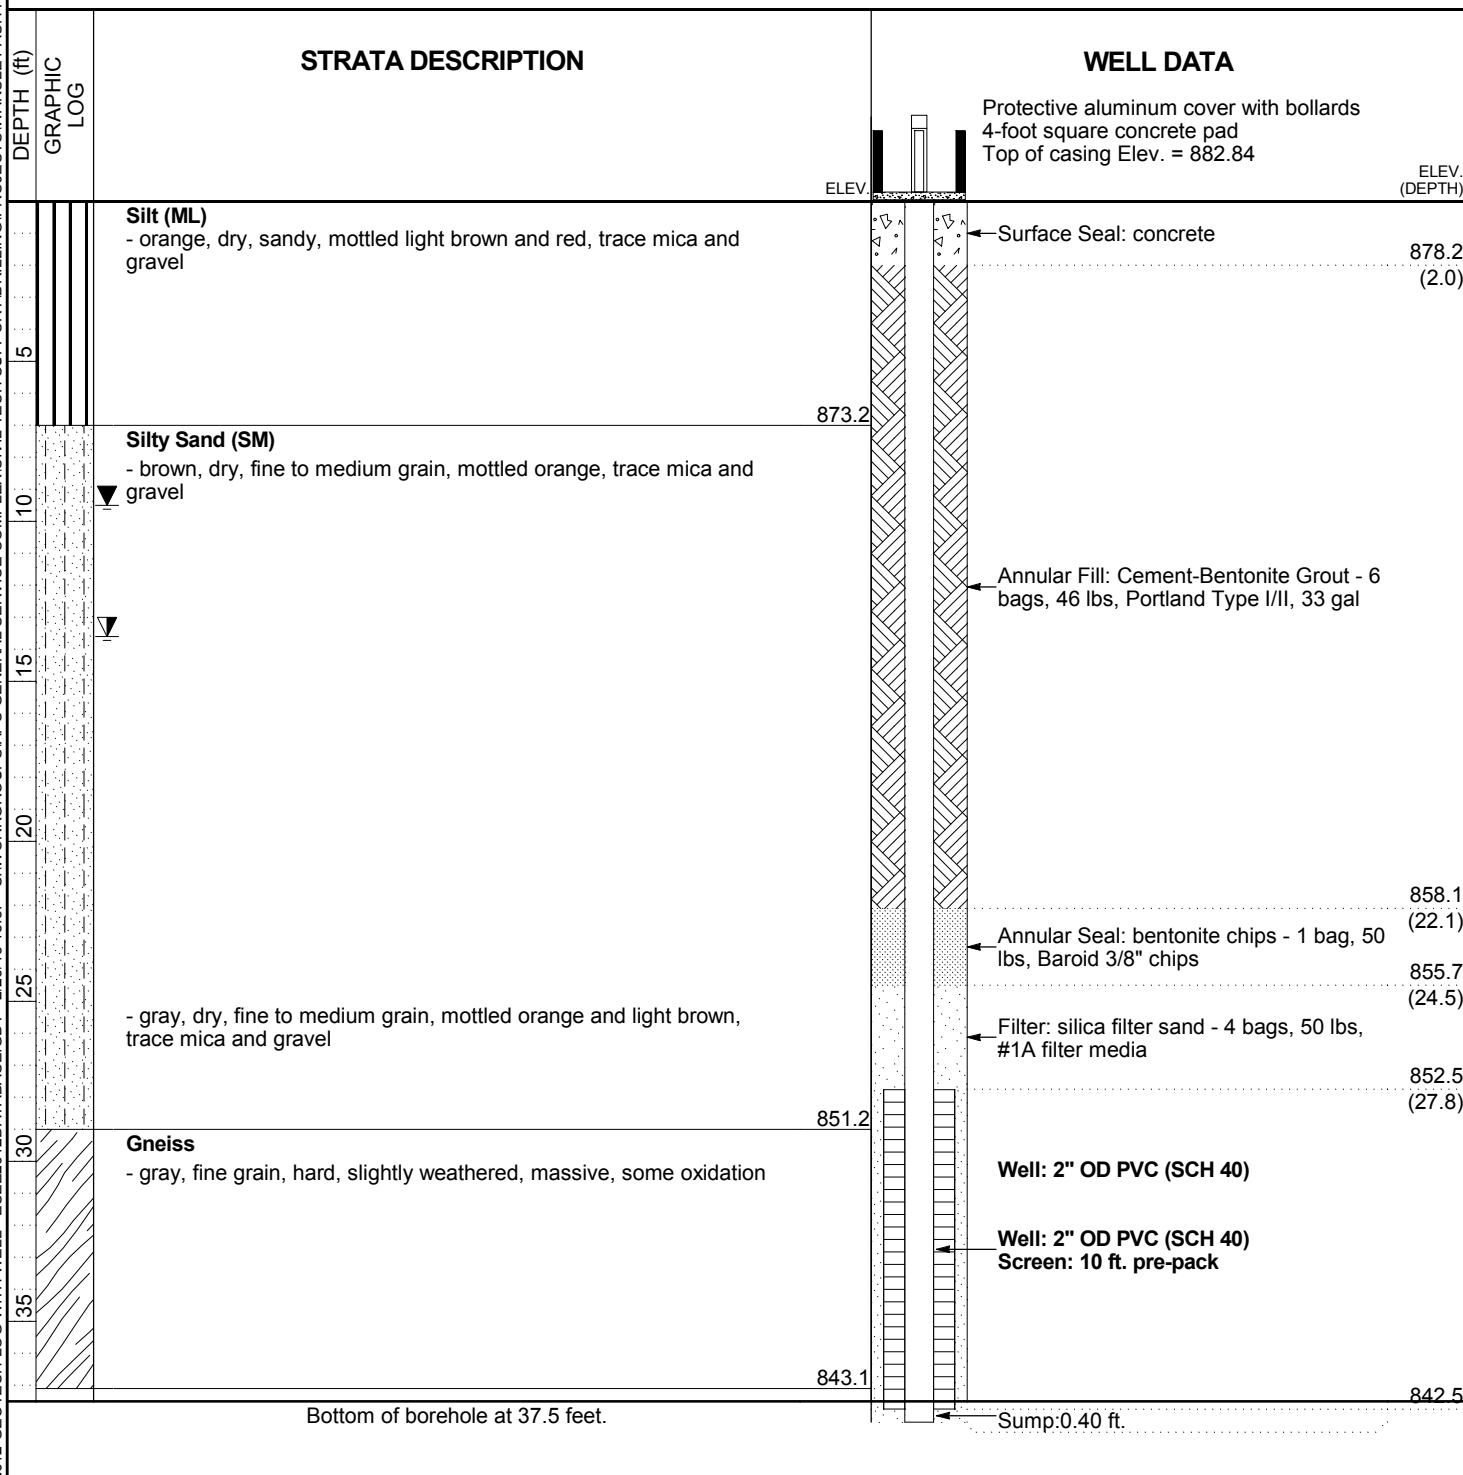 DEPTH (ft)
GRAPHIC
LOG
STRATA DESCRIPTION
ELEV.
WELL DATA
Protective aluminum cover with bollards
4-foot square concrete pad
Top of casing Elev. = 882.84
ELEV.
(DEPTH)
Silt (ML)
- orange, dry, sandy, mottled light brown and red, trace mica and
gravel
Surface Seal: concrete
878.2
(2.0)
5
873.2
Silty Sand (SM)
- brown, dry, fine to medium grain, mottled orange, trace mica and
gravel
10
Annular Fill: Cement-Bentonite Grout - 6
bags, 46 lbs, Portland Type I/II, 33 gal
15
20
858.1
(22.1)
Annular Seal: bentonite chips - 1 bag, 50
lbs, Baroid 3/8" chips
855.7
(24.5)
25
- gray, dry, fine to medium grain, mottled orange and light brown,
trace mica and gravel
Filter: silica filter sand - 4 bags, 50 lbs,
#1A filter media
852.5
(27.8)
851.2
30
Gneiss
- gray, fine grain, hard, slightly weathered, massive, some oxidation
Well: 2" OD PVC (SCH 40)
Well: 2" OD PVC (SCH 40)
Screen: 10 ft. pre-pack
35
843.1
842.5
Bottom of borehole at 37.5 feet.
Sump:0.40 ft.